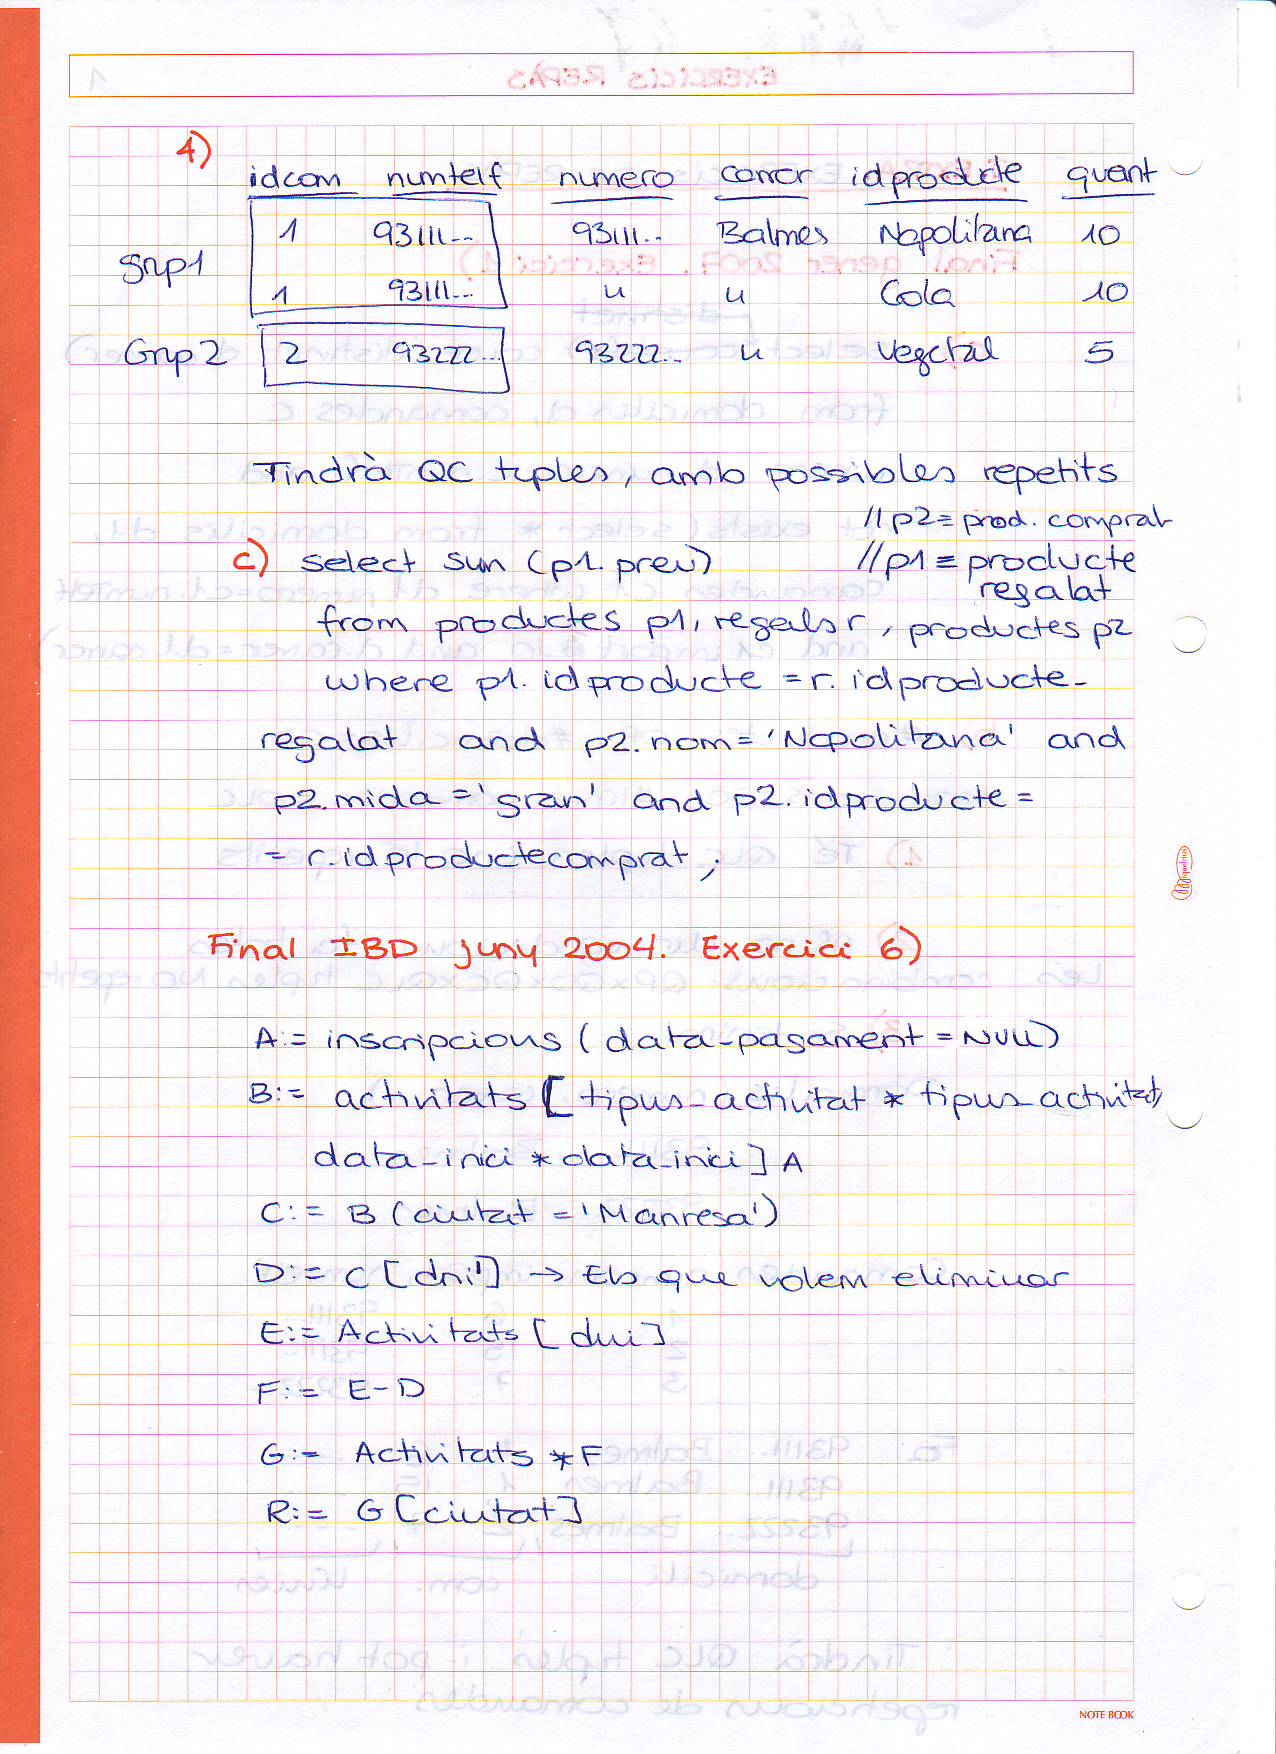 4)
idcom numtelf numero carrer idproducte quant
grup1 1 93111... 93111.. Balmes Napolitana 10
1 93111... " " Cola 10
Grup 2 2 93222... 93222.. " Vegetal 5
Tindrà QC tuples, amb possibles repetits
//p2≡prod. comprat
c) select sum (p1.preu) //p1 ≡ producte
regalat
from productes p1, regals r, productes p2
where p1.idproducte = r.idproducte-
regalat and p2.nom='Napolitana' and
p2.mida='gran' and p2.idproducte=
= r.idproductecomprat;
Final IBD juny 2004. Exercici 6)
A:= inscripcions (data-pagament = NULL)
B:= activitats [tipus-activitat * tipus-activitat,
data-inici * data-inici] A
C:= B (ciutat = 'Manresa')
D:= C [dni'] → Els que volem eliminar
E:= Activitats [dni]
F:= E-D
G:= Activitats * F
R:= G [ciutat]
NOTE BOOK